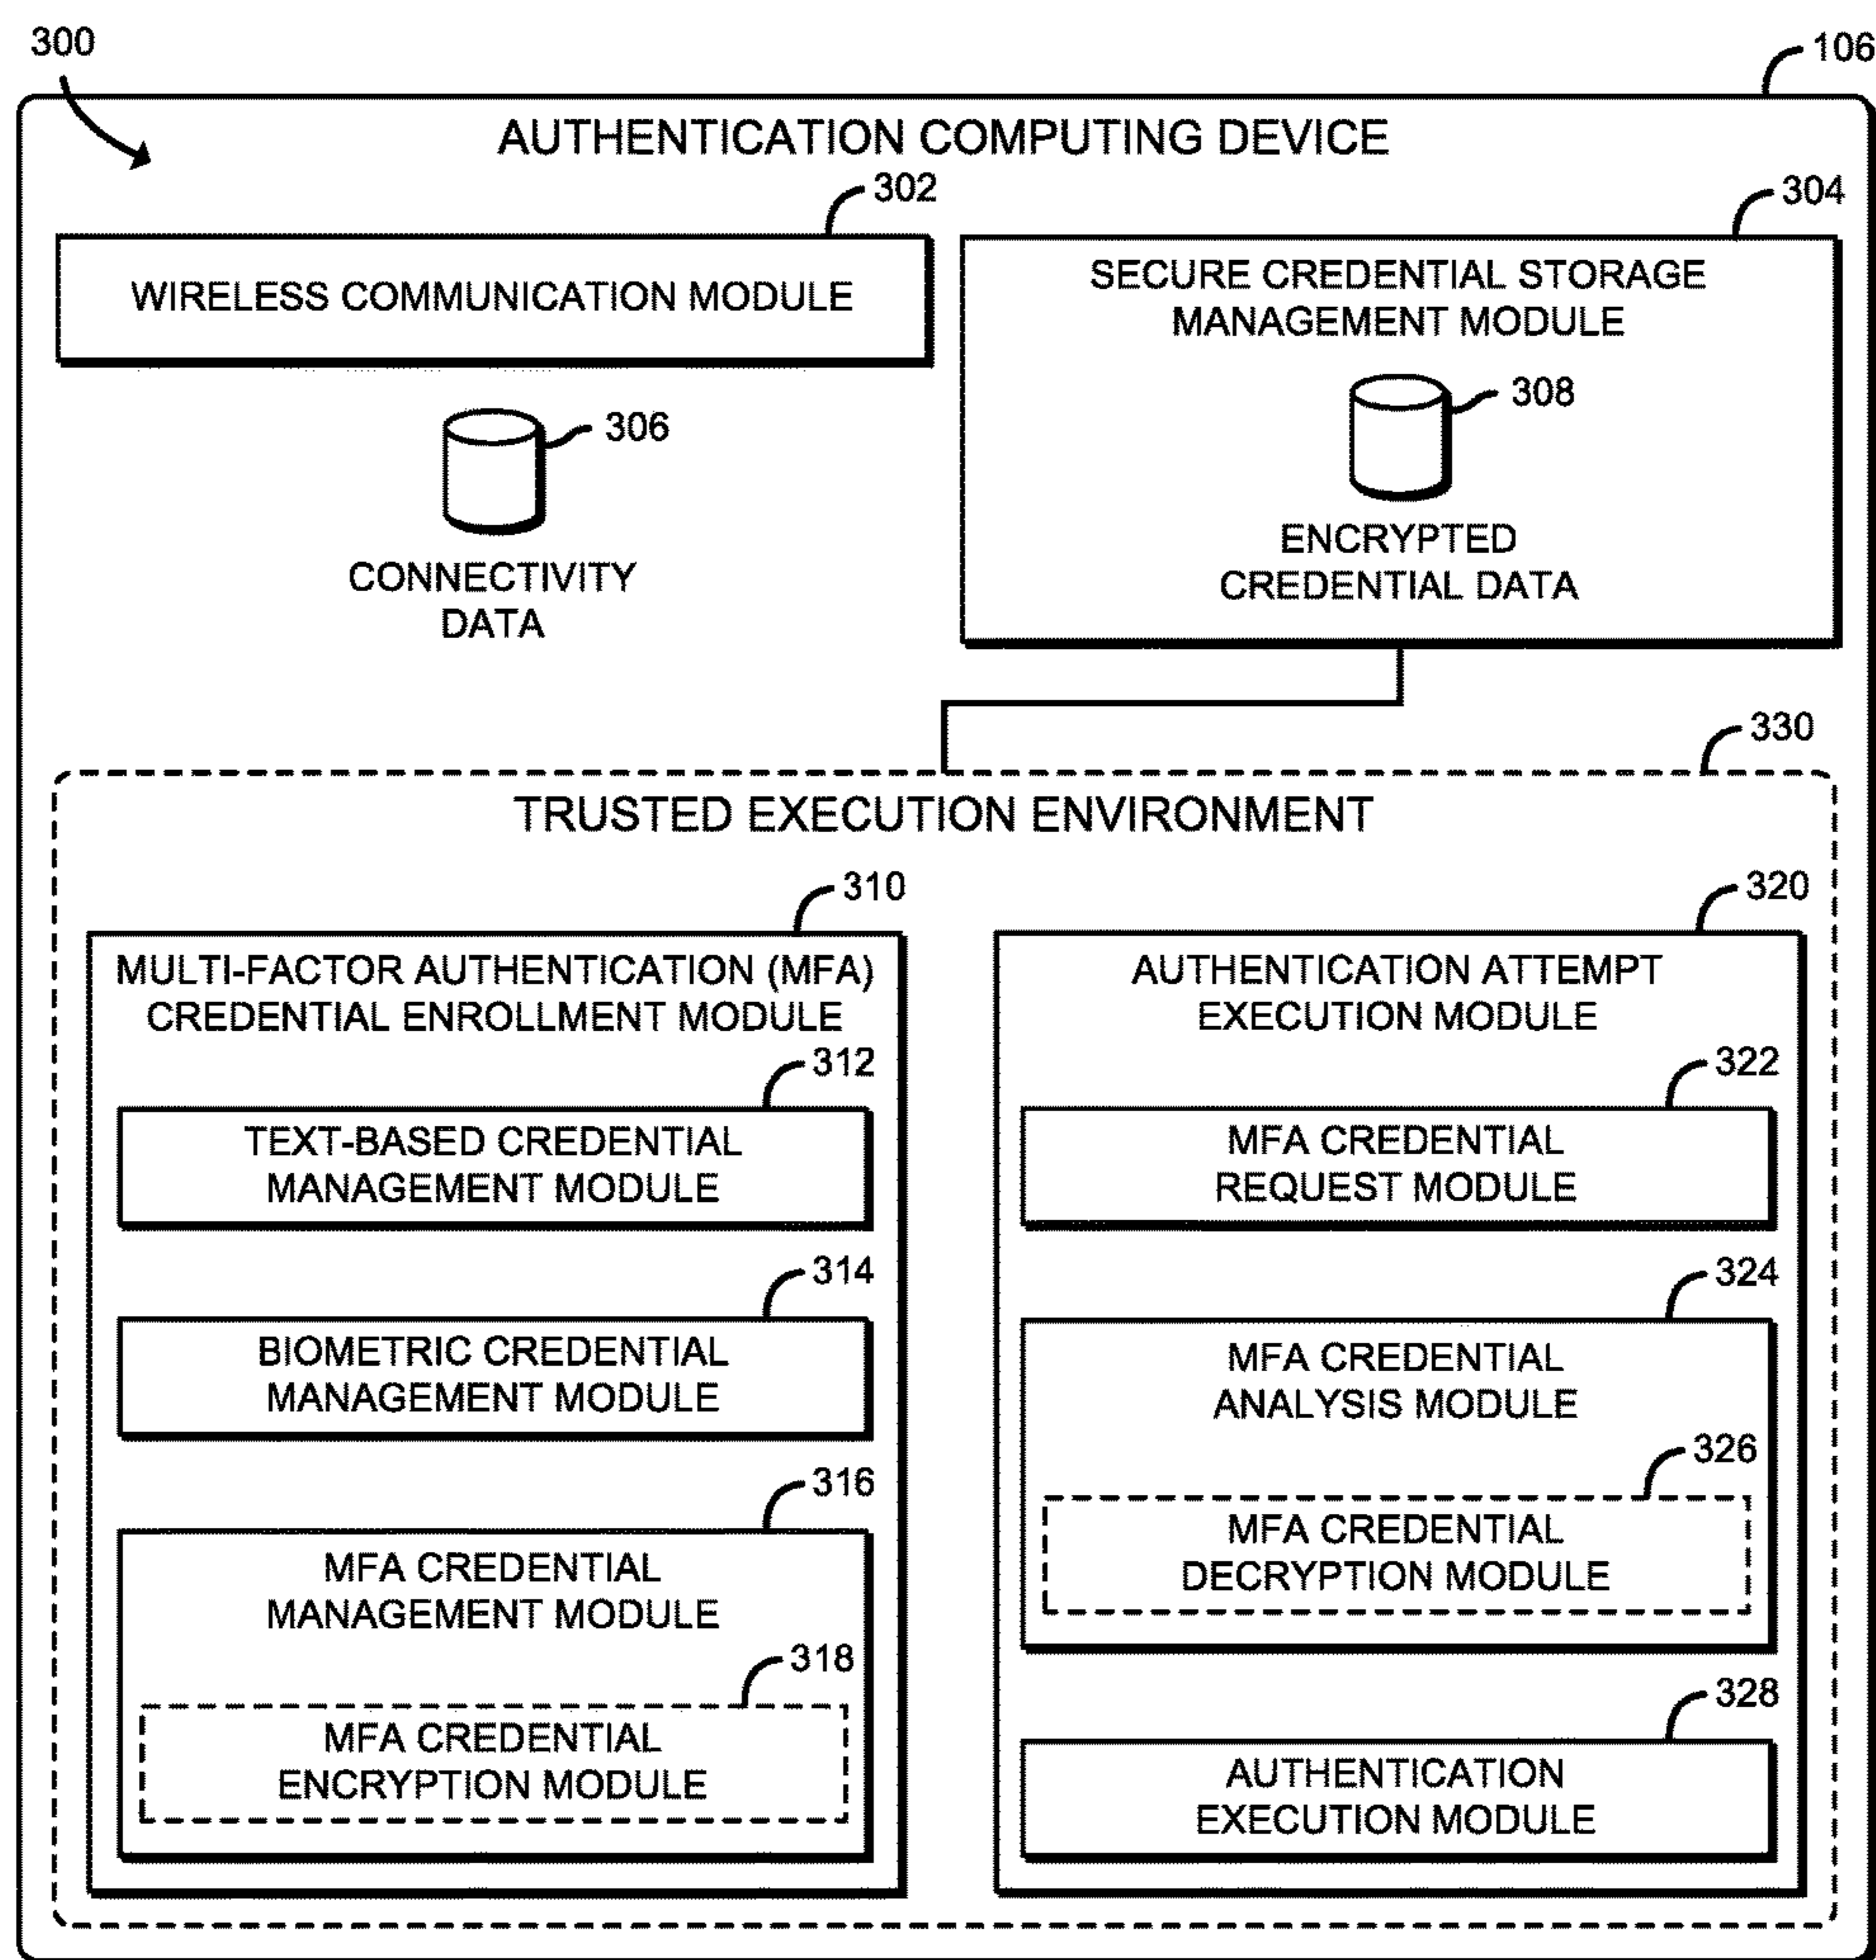 300
106
AUTHENTICATION COMPUTING DEVICE
302
304
WIRELESS COMMUNICATION MODULE
SECURE CREDENTIAL STORAGE
MANAGEMENT MODULE
306
308
CONNECTIVITY
DATA
ENCRYPTED
CREDENTIAL DATA
330
TRUSTED EXECUTION ENVIRONMENT
310
MULTI-FACTOR AUTHENTICATION (MFA)
CREDENTIAL ENROLLMENT MODULE
312
TEXT-BASED CREDENTIAL
MANAGEMENT MODULE
314
BIOMETRIC CREDENTIAL
MANAGEMENT MODULE
316
MFA CREDENTIAL
MANAGEMENT MODULE
318
MFA CREDENTIAL
ENCRYPTION MODULE
320
AUTHENTICATION ATTEMPT
EXECUTION MODULE
322
MFA CREDENTIAL
REQUEST MODULE
324
MFA CREDENTIAL
ANALYSIS MODULE
326
MFA CREDENTIAL
DECRYPTION MODULE
328
AUTHENTICATION
EXECUTION MODULE